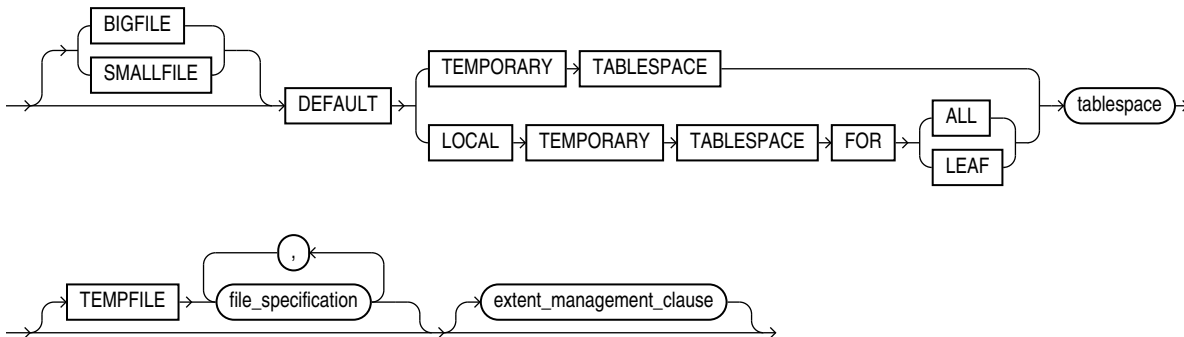 BIGFILE
SMALLFILE
DEFAULT
TEMPORARY TABLESPACE
LOCAL TEMPORARY TABLESPACE FOR
ALL
LEAF
tablespace
,
TEMPFILE file_specification
extent_management_clause